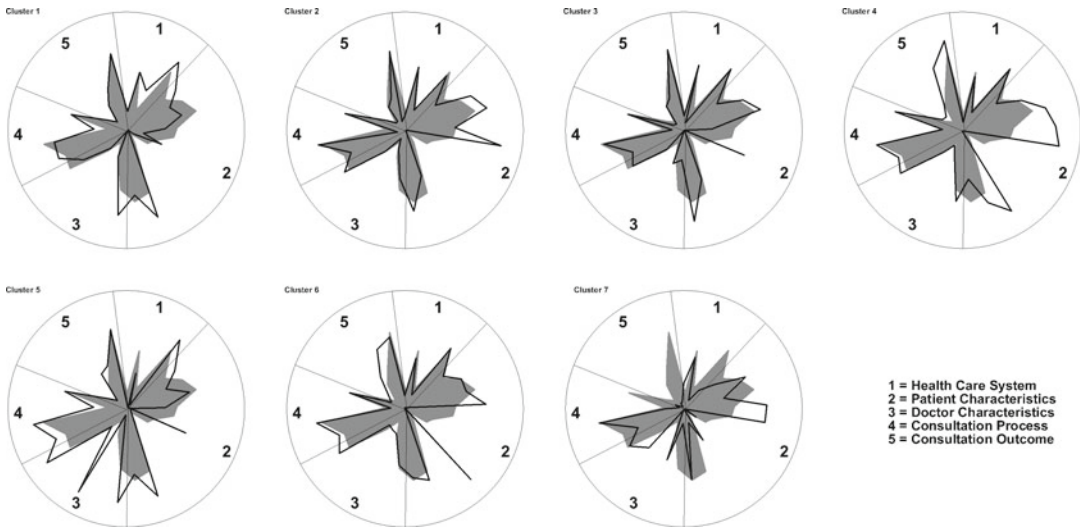 Cluster 1
Cluster 2
Cluster 3
Cluster 4
5
1
4
2
3
5
1
4
2
3
5
1
4
2
3
5
1
4
2
3
Cluster 5
Cluster 6
Cluster 7
5
1
4
2
3
5
1
4
2
3
5
1
4
2
3
1 = Health Care System
2 = Patient Characteristics
3 = Doctor Characteristics
4 = Consultation Process
5 = Consultation Outcome